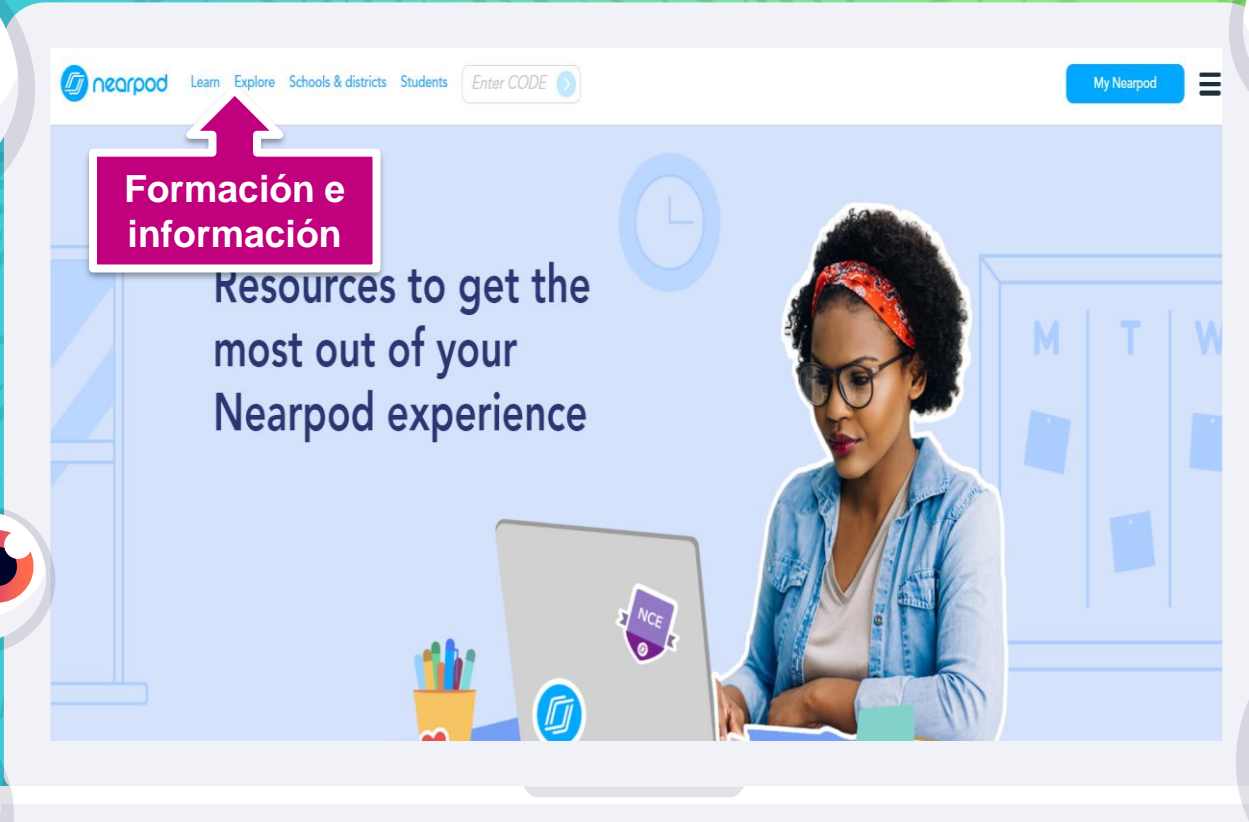 nearpod Learn Explore Schools & districts Students Enter CODE My Nearpod
Formación e
información
Resources to get the
most out of your
Nearpod experience
M T W
NCE